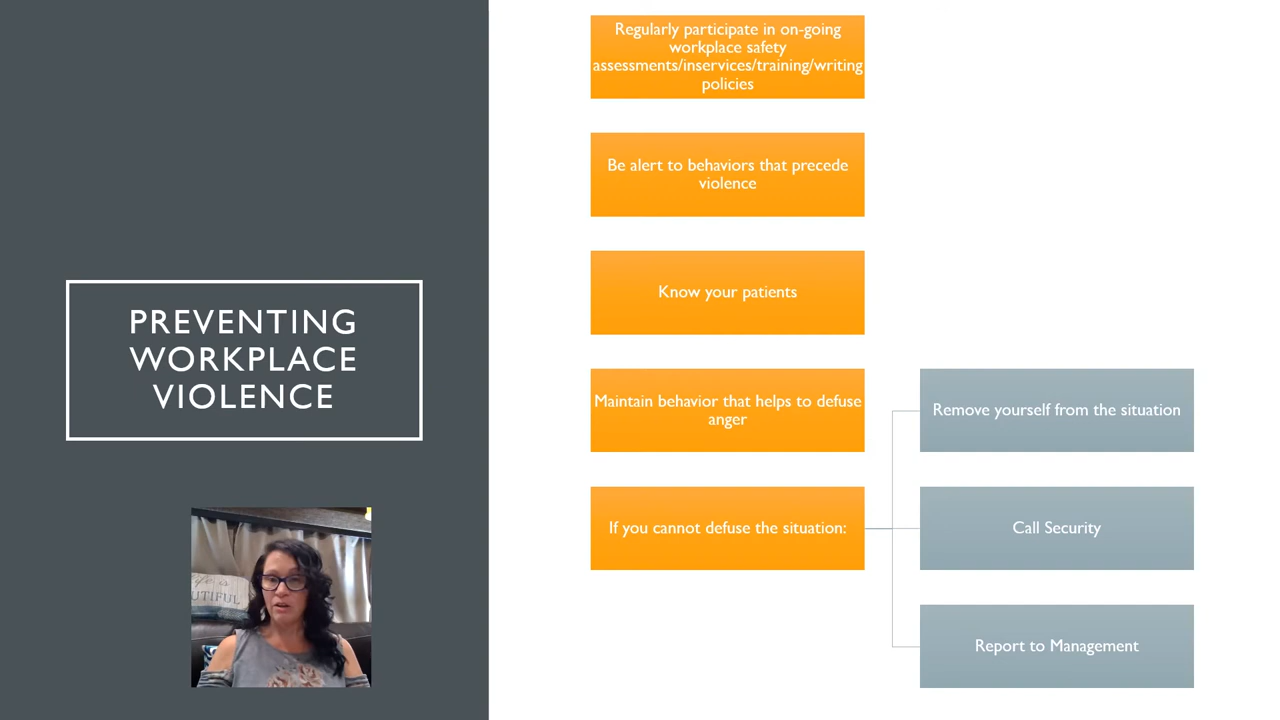 PREVENTING
WORKPLACE
VIOLENCE
Regularly participate in on-going
workplace safety
assessments/inservices/training/writing
policies
Be alert to behaviors that precede
violence
Know your patients
Maintain behavior that helps to defuse
anger
If you cannot defuse the situation:
Remove yourself from the situation
Call Security
Report to Management
is